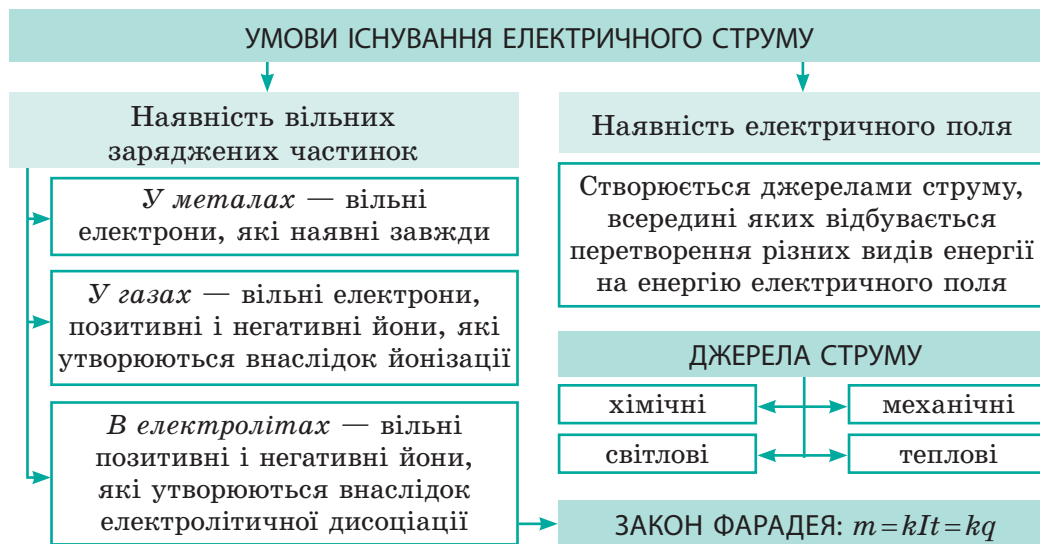 УМОВИ ІСНУВАННЯ ЕЛЕКТРИЧНОГО СТРУМУ
Наявність вільних
заряджених частинок
У металах — вільні
електрони, які наявні завжди
У газах — вільні електрони,
позитивні і негативні йони, які
утворюються внаслідок йонізації
В електролітах — вільні
позитивні і негативні йони,
які утворюються внаслідок
електролітичної дисоціації
Наявність електричного поля
Створюється джерелами струму,
всередині яких відбувається
перетворення різних видів енергії
на енергію електричного поля
ДЖЕРЕЛА СТРУМУ
хімічні
механічні
світлові
теплові
ЗАКОН ФАРАДЕЯ: m = kIt = kq